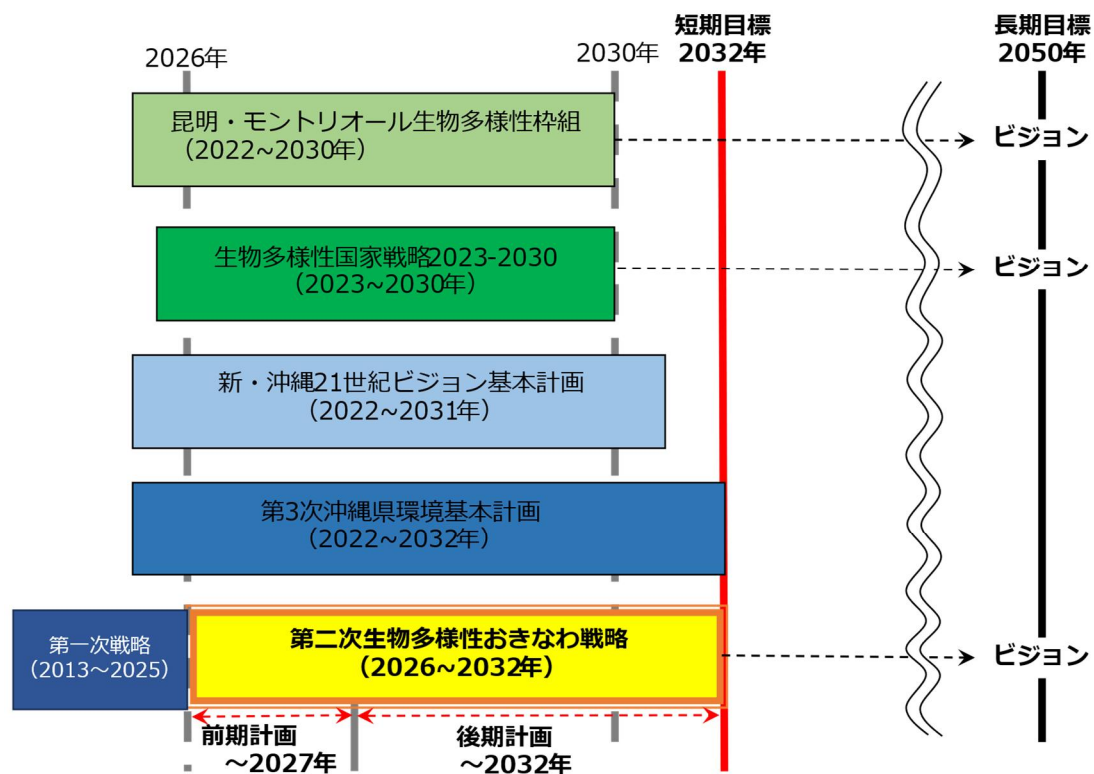 短期目標
2032年
長期目標
2050年
2026年
2030年
昆明・モントリオール生物多様性枠組
（2022~2030年）
ビジョン
生物多様性国家戦略2023-2030
（2023~2030年）
ビジョン
新・沖縄21世紀ビジョン基本計画
（2022~2031年）
第3次沖縄県環境基本計画
（2022~2032年）
第一次戦略
（2013～2025）
第二次生物多様性おきなわ戦略
（2026~2032年）
ビジョン
前期計画
～2027年
後期計画
～2032年